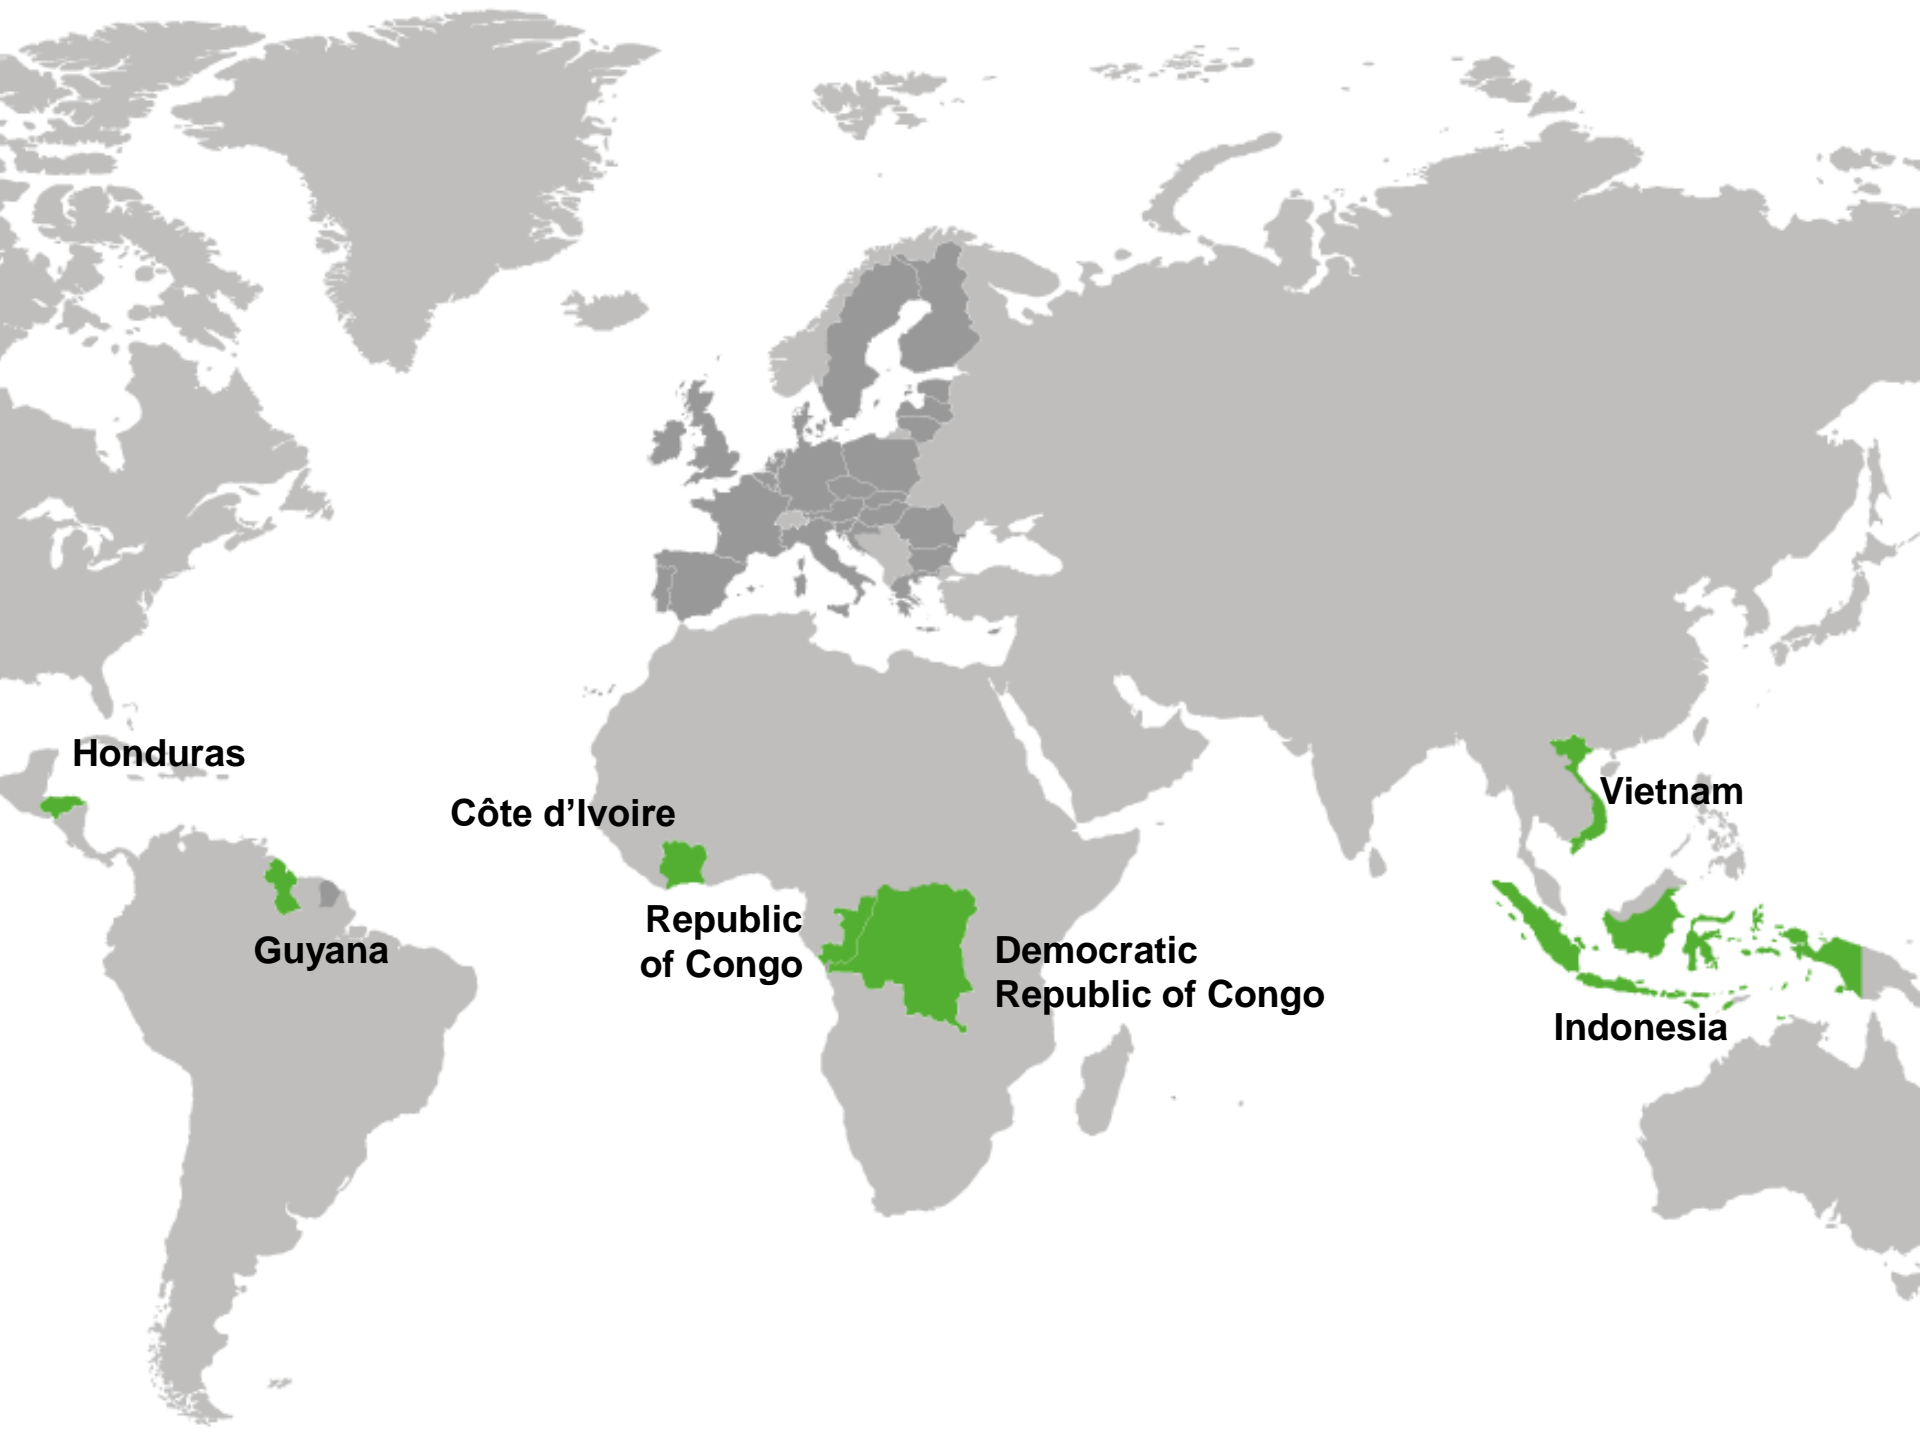 Honduras
Côte d’Ivoire
Vietnam
Republic
of Congo
Guyana
Democratic
Republic of Congo
Indonesia